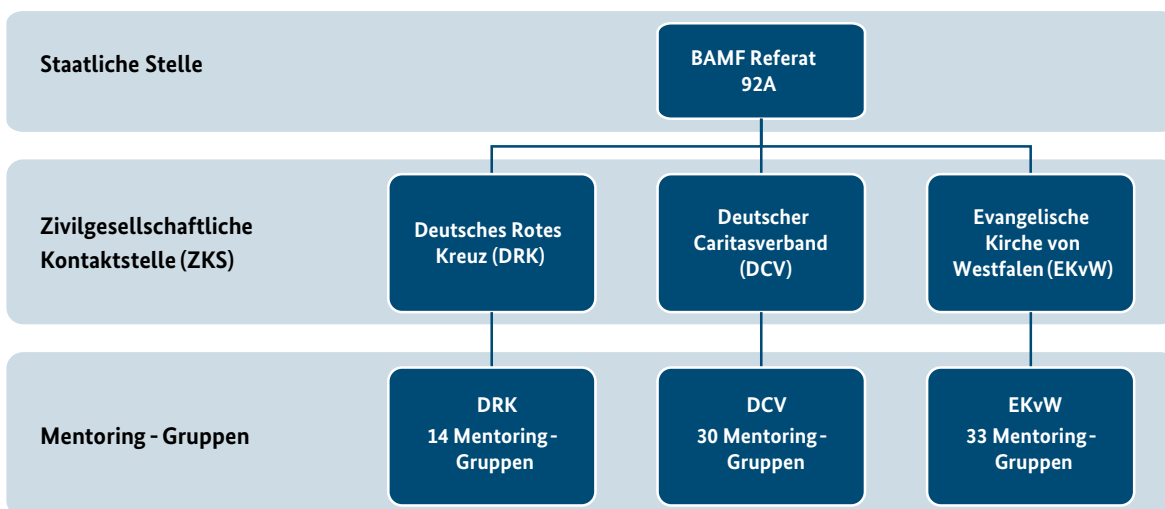 Staatliche Stelle
BAMF Referat
92A
Zivilgesellschaftliche
Kontaktstelle (ZKS)
Deutsches Rotes
Kreuz (DRK)
Deutscher
Caritasverband
(DCV)
Evangelische
Kirche von
Westfalen (EKvW)
Mentoring - Gruppen
DRK
14 Mentoring-
Gruppen
DCV
30 Mentoring-
Gruppen
EKvW
33 Mentoring-
Gruppen